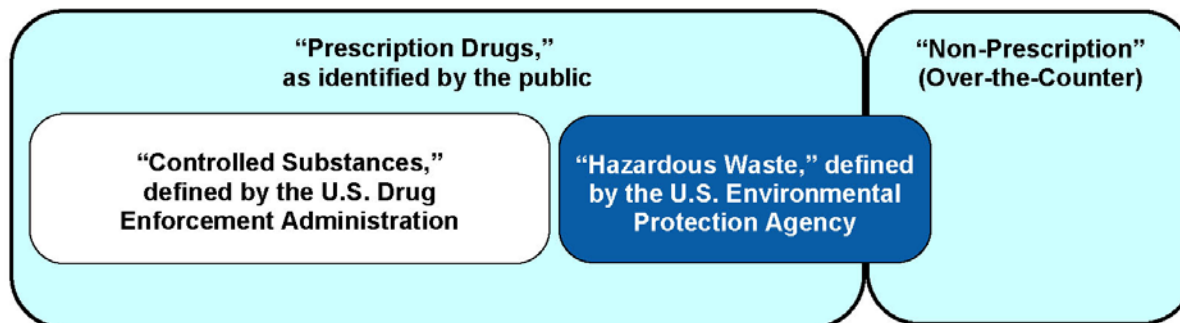 “Prescription Drugs,”
as identified by the public
“Non-Prescription”
(Over-the-Counter)
“Controlled Substances,”
defined by the U.S. Drug
Enforcement Administration
“Hazardous Waste,” defined
by the U.S. Environmental
Protection Agency